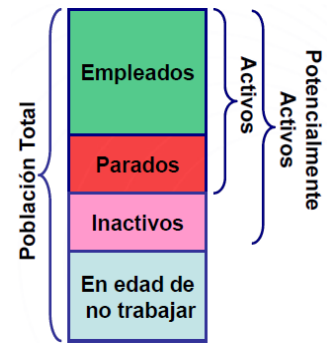 Población Total
Empleados
Parados
Inactivos
En edad de
no trabajar
Activos
Potencialmente
Activos